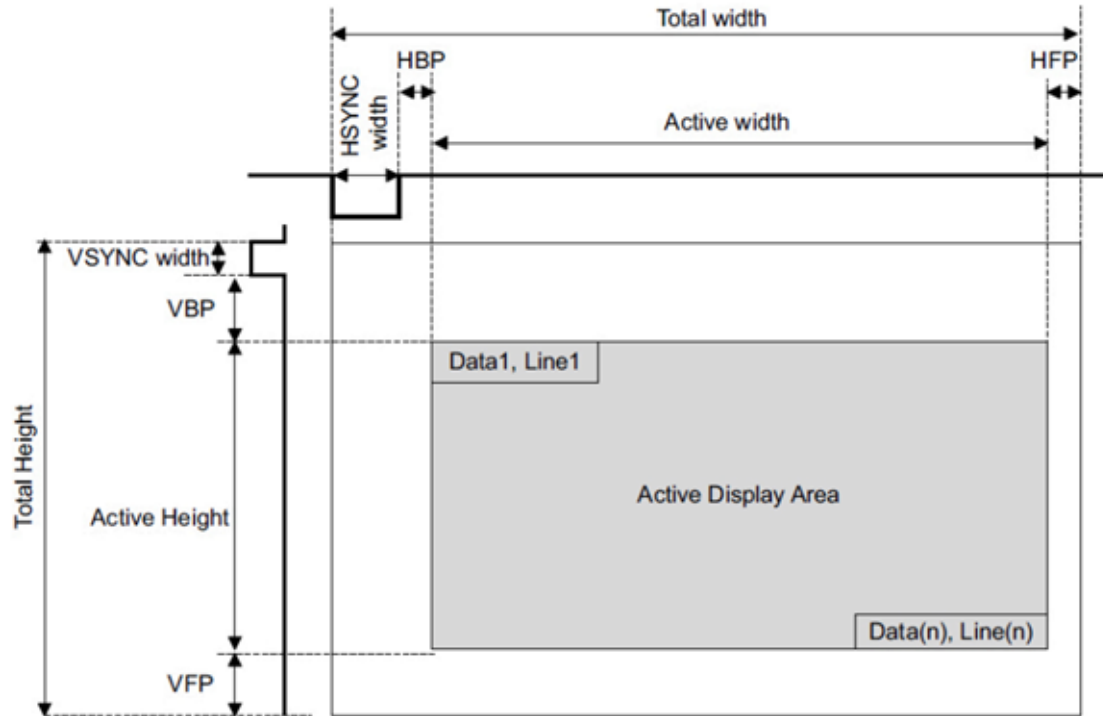 Total width
HBP
HFP
HSYNC
width
Active width
VSYNC width
VBP
Data1, Line1
Total Height
Active Height
Active Display Area
Data(n), Line(n)
VFP